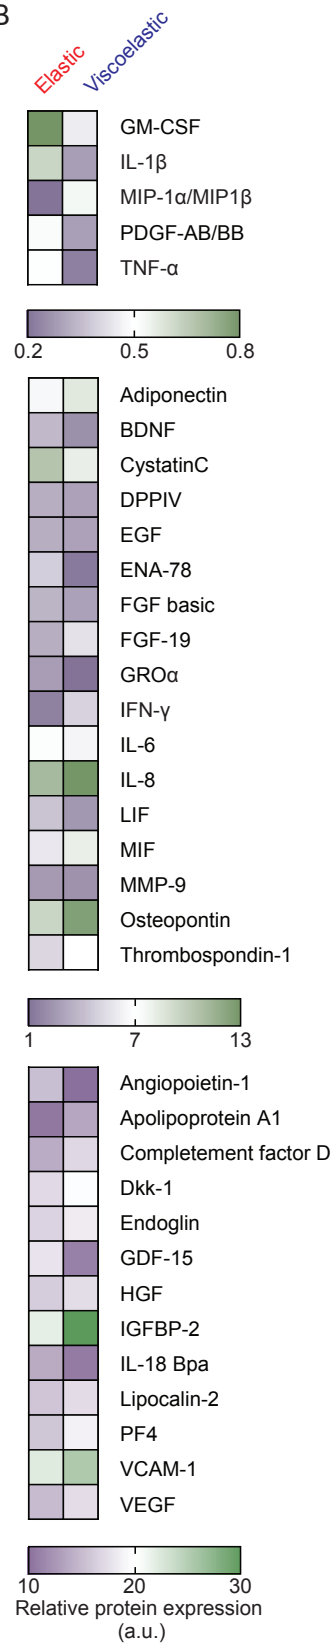 B
Elastic
Viscoelastic
GM-CSF
IL-1β
MIP-1α/MIP1β
PDGF-AB/BB
TNF-α
0.2 0.5 0.8
Adiponectin
BDNF
CystatinC
DPPIV
EGF
ENA-78
FGF basic
FGF-19
GROα
IFN-γ
IL-6
IL-8
LIF
MIF
MMP-9
Osteopontin
Thrombospondin-1
1 7 13
Angiopoietin-1
Apolipoprotein A1
Completement factor D
Dkk-1
Endoglin
GDF-15
HGF
IGFBP-2
IL-18 Bpa
Lipocalin-2
PF4
VCAM-1
VEGF
10 20 30
Relative protein expression
(a.u.)